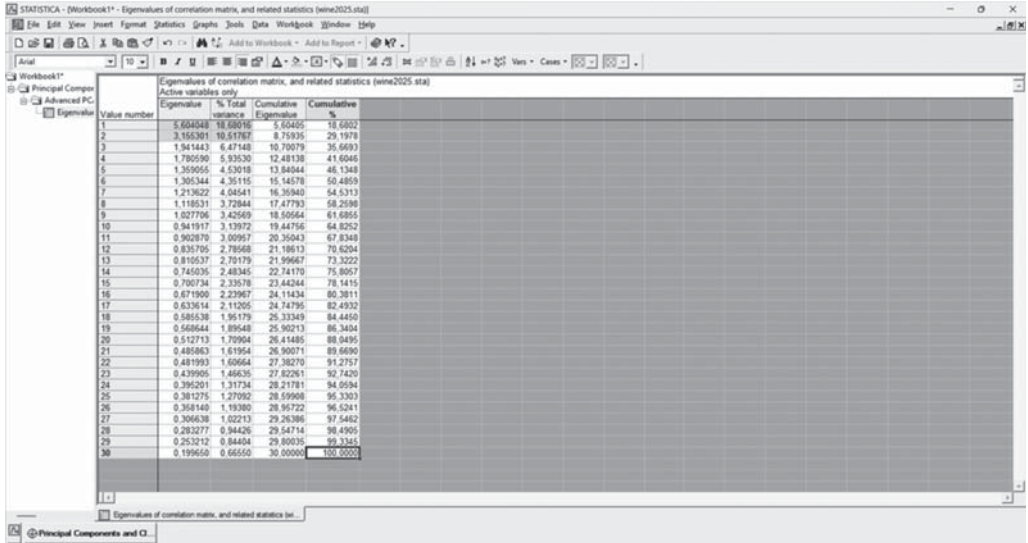 STATISTICA - [Workbook1* - Eigenvalues of correlation matrix, and related statistics (wine2025.sta)]
File Edit View Insert Format Statistics Graphs Tools Data Workbook Window Help
Add to Workbook Add to Report
Arial 10 B I U Vars Cases
Workbook1*
Principal Compor
Advanced PC
Eigenvalue
Eigenvalues of correlation matrix, and related statistics (wine2025.sta)
Active variables only
Value number Eigenvalue % Total variance Cumulative Eigenvalue Cumulative %
1 5,604048 18,68016 5,60405 18,6802
2 3,155301 10,51767 8,75935 29,1978
3 1,941443 6,47148 10,70079 35,6693
4 1,780590 5,93530 12,48138 41,6046
5 1,359055 4,53018 13,84044 46,1348
6 1,305344 4,35115 15,14578 50,4859
7 1,213622 4,04541 16,35940 54,5313
8 1,118531 3,72844 17,47793 58,2598
9 1,027706 3,42569 18,50564 61,6855
10 0,941917 3,13972 19,44756 64,8252
11 0,902870 3,00957 20,35043 67,8348
12 0,835705 2,78568 21,18613 70,6204
13 0,810537 2,70179 21,99667 73,3222
14 0,745035 2,48345 22,74170 75,8057
15 0,700734 2,33578 23,44244 78,1415
16 0,671900 2,23967 24,11434 80,3811
17 0,633614 2,11205 24,74795 82,4932
18 0,585538 1,95179 25,33349 84,4450
19 0,568644 1,89548 25,90213 86,3404
20 0,512713 1,70904 26,41485 88,0495
21 0,485863 1,61954 26,90071 89,6690
22 0,481993 1,60664 27,38270 91,2757
23 0,439905 1,46635 27,82261 92,7420
24 0,395201 1,31734 28,21781 94,0594
25 0,381275 1,27092 28,59908 95,3303
26 0,358140 1,19380 28,95722 96,5241
27 0,306638 1,02213 29,26386 97,5462
28 0,283277 0,94426 29,54714 98,4905
29 0,253212 0,84404 29,80035 99,3345
30 0,199650 0,66550 30,00000 100,0000
Eigenvalues of correlation matrix, and related statistics (wi...
Principal Components and Cl...